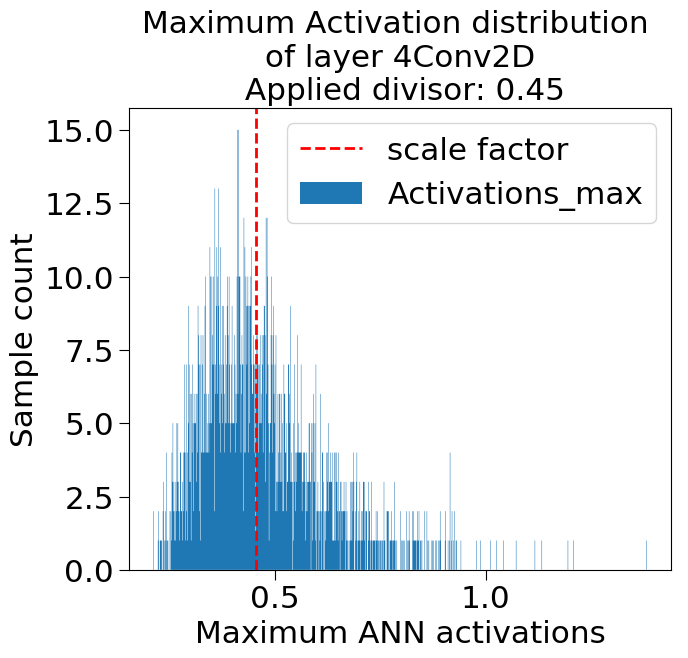 Maximum Activation distribution
of layer 4Conv2D
Applied divisor: 0.45
scale factor
Activations_max
15.0
12.5
10.0
7.5
5.0
2.5
0.0
Sample count
0.5
1.0
Maximum ANN activations